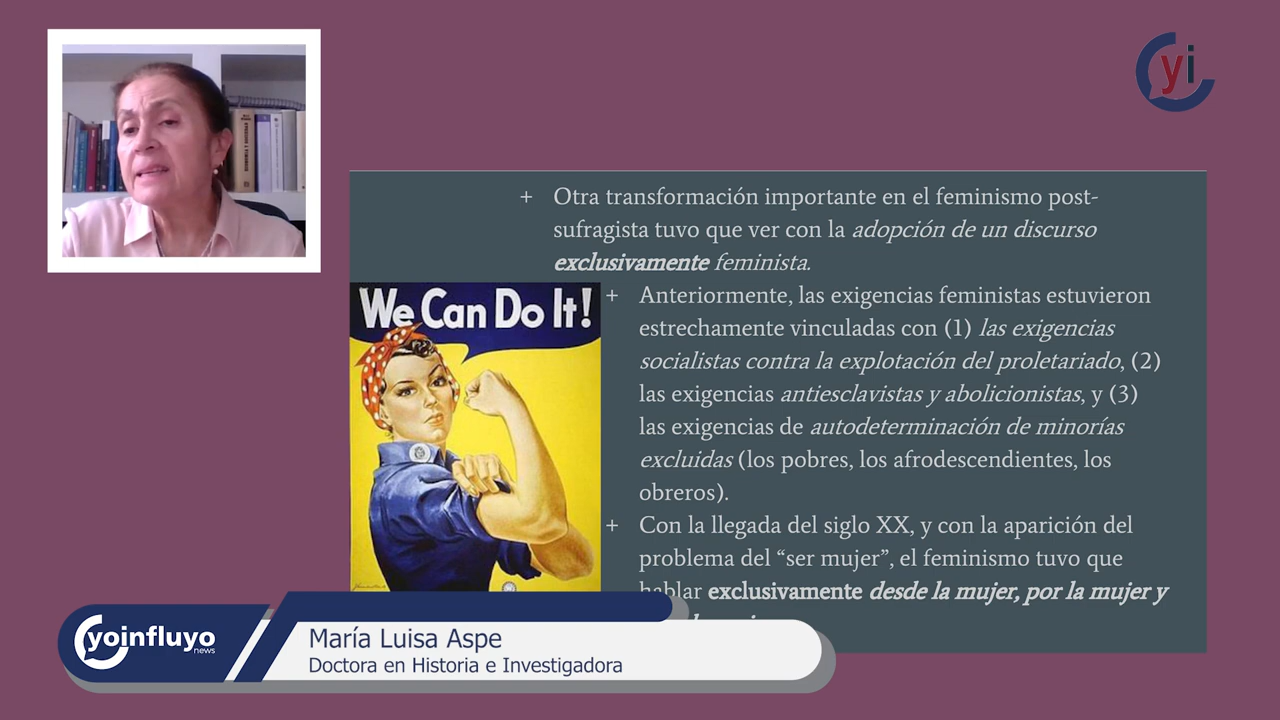 yi
+ Otra transformación importante en el feminismo post-
sufragista tuvo que ver con la adopción de un discurso
exclusivamente feminista.
We Can Do It!
+ Anteriormente, las exigencias feministas estuvieron
estrechamente vinculadas con (1) las exigencias
socialistas contra la explotación del proletariado, (2)
las exigencias antiesclavistas y abolicionistas, y (3)
las exigencias de autodeterminación de minorías
excluidas (los pobres, los afrodescendientes, los
obreros).
+ Con la llegada del siglo XX, y con la aparición del
problema del “ser mujer”, el feminismo tuvo que
hablar exclusivamente desde la mujer, por la mujer y
yoinfluyo
news
María Luisa Aspe
Doctora en Historia e Investigadora